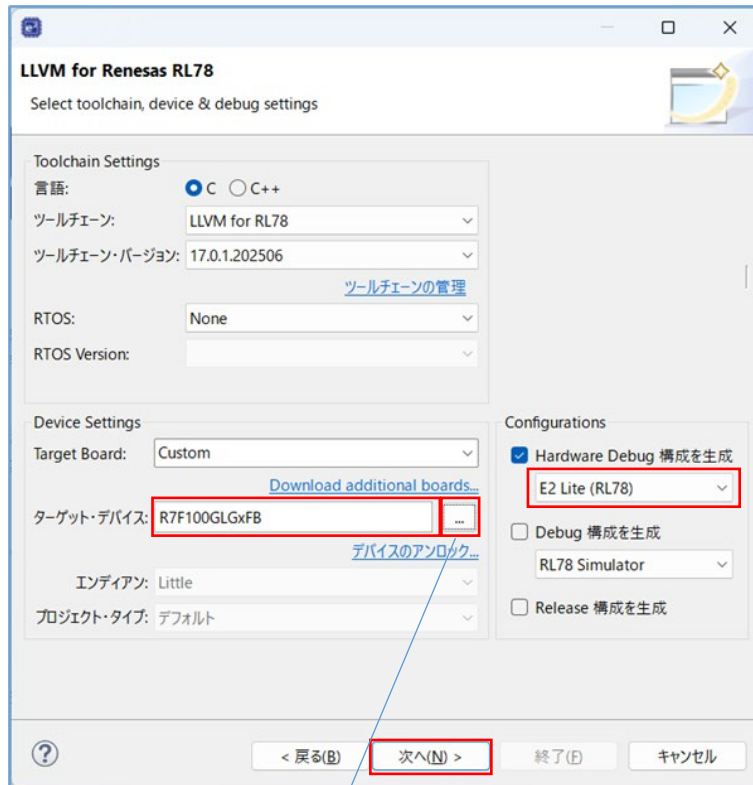 LLVM for Renesas RL78
Select toolchain, device & debug settings
Toolchain Settings
言語: C C++
ツールチェーン: LLVM for RL78
ツールチェーン・バージョン: 17.0.1.202506
ツールチェーンの管理
RTOS: None
RTOS Version:
Device Settings
Target Board: Custom
Download additional boards...
ターゲット・デバイス: R7F100GLGxFB ...
デバイスのアンロック...
エンディアン: Little
プロジェクト・タイプ: デフォルト
Configurations
Hardware Debug 構成を生成
E2 Lite (RL78)
Debug 構成を生成
RL78 Simulator
Release 構成を生成
?
< 戻る(B) 次へ(N) > 終了(F) キャンセル